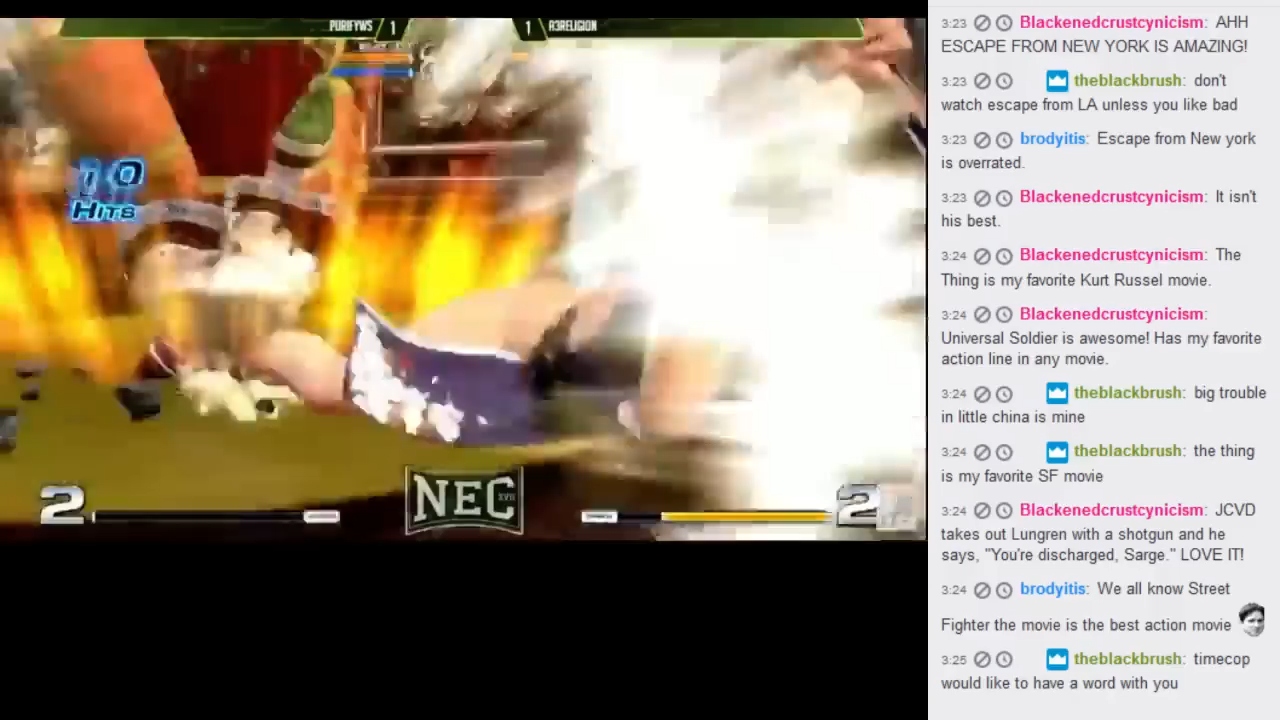 PURIFYWS 1 1 A3RELIGION
10
HITS
2
NEC
XVII
2
3:23 Blackenedcrustcynicism: AHH
ESCAPE FROM NEW YORK IS AMAZING!
3:23 theblackbrush: don't
watch escape from LA unless you like bad
3:23 brodyitis: Escape from New york
is overrated.
3:23 Blackenedcrustcynicism: It isn't
his best.
3:24 Blackenedcrustcynicism: The
Thing is my favorite Kurt Russel movie.
3:24 Blackenedcrustcynicism:
Universal Soldier is awesome! Has my favorite
action line in any movie.
3:24 theblackbrush: big trouble
in little china is mine
3:24 theblackbrush: the thing
is my favorite SF movie
3:24 Blackenedcrustcynicism: JCVD
takes out Lungren with a shotgun and he
says, "You're discharged, Sarge." LOVE IT!
3:24 brodyitis: We all know Street
Fighter the movie is the best action movie
3:25 theblackbrush: timecop
would like to have a word with you